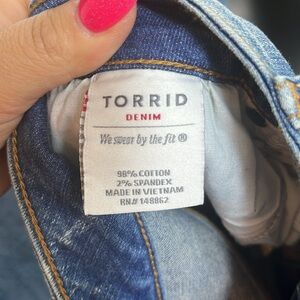 TORRID
DENIM
We swear by the fit ®
98% COTTON
2% SPANDEX
MADE IN VIETNAM
RN# 148862